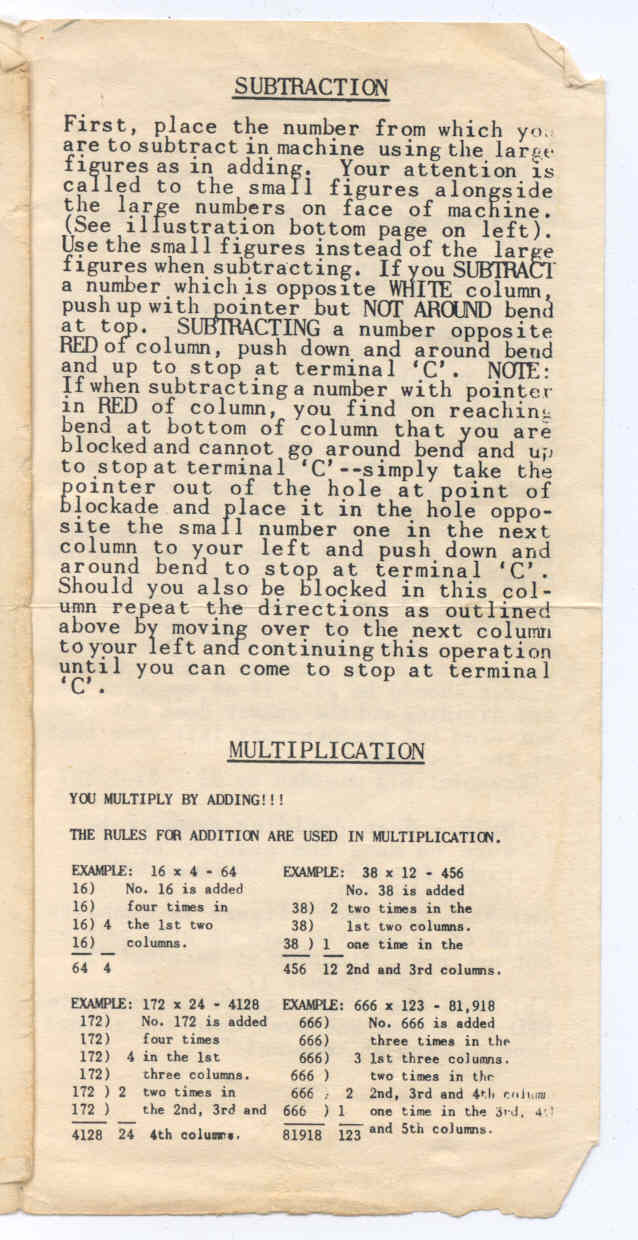 SUBTRACTION
First, place the number from which you
are to subtract in machine using the large
figures as in adding. Your attention is
called to the small figures alongside
the large numbers on face of machine.
(See illustration bottom page on left).
Use the small figures instead of the large
figures when subtracting. If you SUBTRACT
a number which is opposite WHITE column,
push up with pointer but NOT AROUND bend
at top. SUBTRACTING a number opposite
RED of column, push down and around bend
and up to stop at terminal 'C'. NOTE:
If when subtracting a number with pointer
in RED of column, you find on reaching
bend at bottom of column that you are
blocked and cannot go around bend and up
to stop at terminal 'C'--simply take the
pointer out of the hole at point of
blockade and place it in the hole oppo-
site the small number one in the next
column to your left and push down and
around bend to stop at terminal 'C'.
Should you also be blocked in this col-
umn repeat the directions as outlined
above by moving over to the next column
to your left and continuing this operation
until you can come to stop at terminal
'C'.
MULTIPLICATION
YOU MULTIPLY BY ADDING!!!
THE RULES FOR ADDITION ARE USED IN MULTIPLICATION.
EXAMPLE: 16 x 4 - 64
16) No. 16 is added
16) four times in
16) 4 the 1st two
16) columns.
64 4
EXAMPLE: 38 x 12 - 456
No. 38 is added
38) 2 two times in the
38) 1st two columns.
38 ) 1 one time in the
456 12 2nd and 3rd columns.
EXAMPLE: 172 x 24 - 4128
172) No. 172 is added
172) four times
172) 4 in the 1st
172) three columns.
172 ) 2 two times in
172 ) the 2nd, 3rd and
4128 24 4th columns.
EXAMPLE: 666 x 123 - 81,918
666) No. 666 is added
666) three times in the
666) 3 1st three columns.
666 ) two times in the
666 ) 2 2nd, 3rd and 4th column
666 ) 1 one time in the 3rd, 4th
81918 123 and 5th columns.